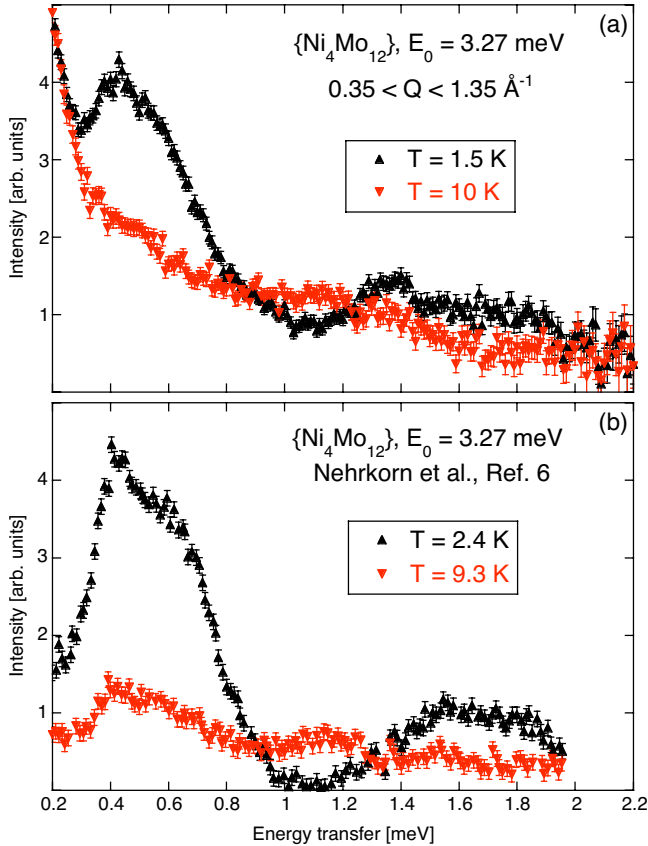 (a)
{Ni₄Mo₁₂}, E₀ = 3.27 meV
0.35 < Q < 1.35 Å⁻¹
▲ T = 1.5 K
▼ T = 10 K
Intensity [arb. units]
4
3
2
1
(b)
{Ni₄Mo₁₂}, E₀ = 3.27 meV
Nehrkorn et al., Ref. 6
▲ T = 2.4 K
▼ T = 9.3 K
Intensity [arb. units]
4
3
2
1
0.2 0.4 0.6 0.8 1 1.2 1.4 1.6 1.8 2 2.2
Energy transfer [meV]